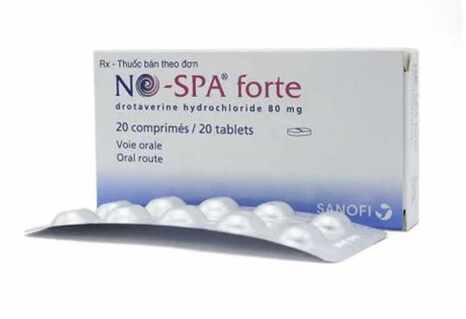 Rx - Thuốc bán theo đơn
NO-SPA® forte
drotaverine hydrochloride 80 mg
20 comprimés / 20 tablets
Voie orale
Oral route
SANOFI